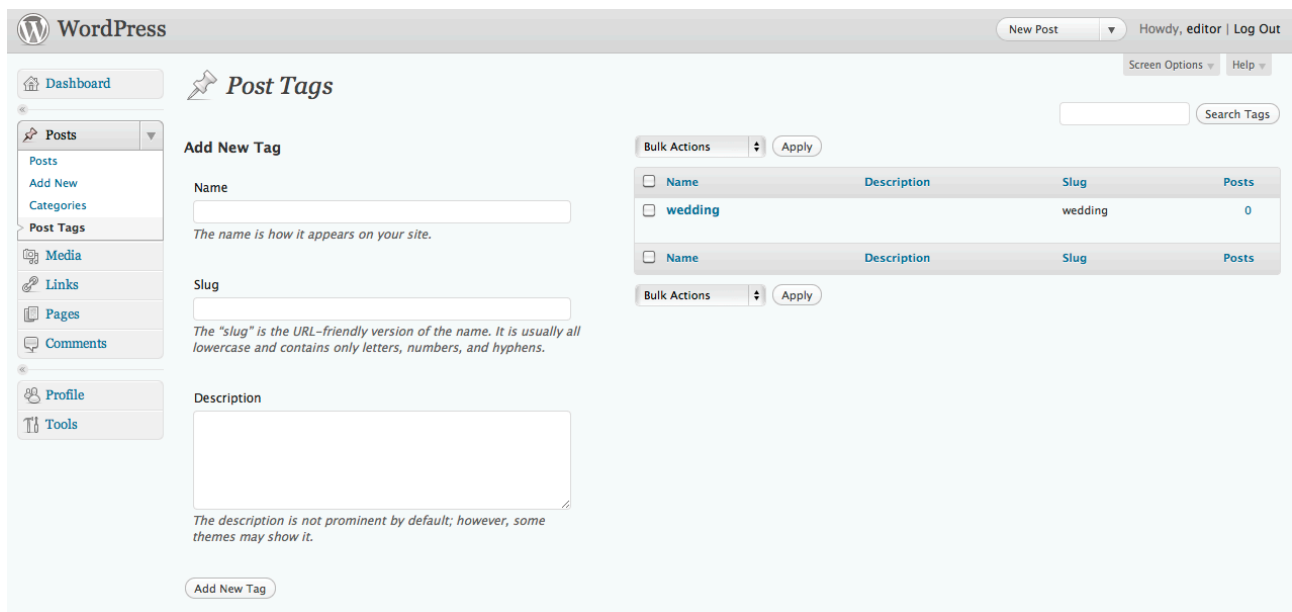 WordPress
New Post
Howdy, editor | Log Out
Screen Options
Help
Dashboard
Posts
Posts
Add New
Categories
Post Tags
Media
Links
Pages
Comments
Profile
Tools
Post Tags
Search Tags
Add New Tag
Name
The name is how it appears on your site.
Slug
The "slug" is the URL-friendly version of the name. It is usually all
lowercase and contains only letters, numbers, and hyphens.
Description
The description is not prominent by default; however, some
themes may show it.
Add New Tag
Bulk Actions Apply
Name Description Slug Posts
wedding wedding 0
Name Description Slug Posts
Bulk Actions Apply